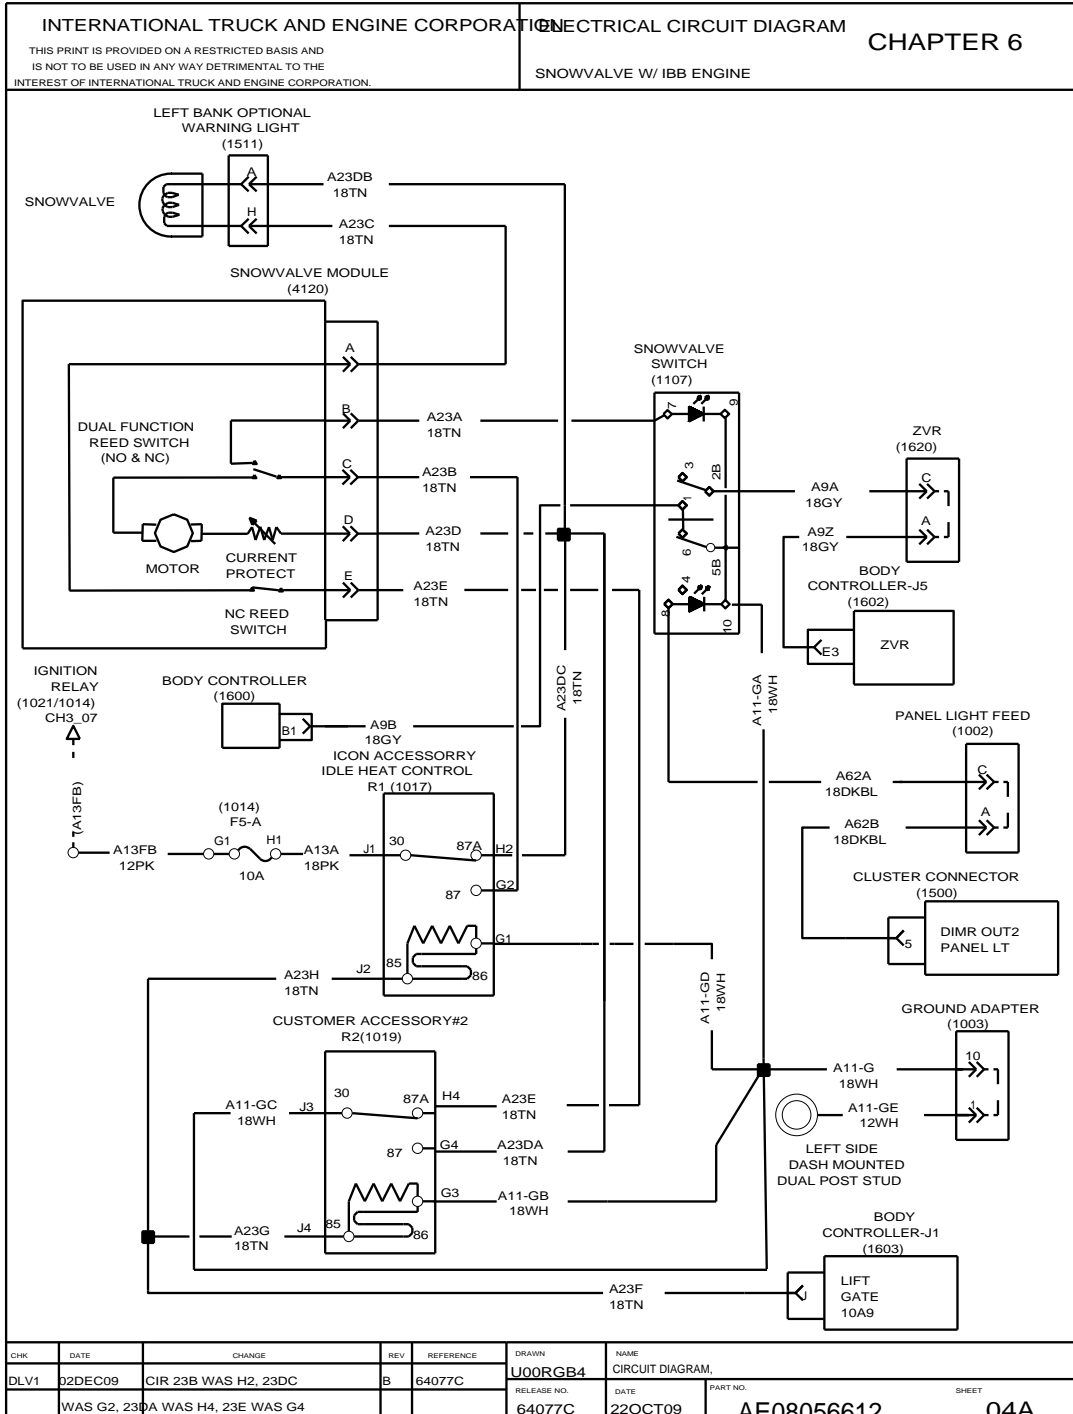 INTERNATIONAL TRUCK AND ENGINE CORPORATION
THIS PRINT IS PROVIDED ON A RESTRICTED BASIS AND
IS NOT TO BE USED IN ANY WAY DETRIMENTAL TO THE
INTEREST OF INTERNATIONAL TRUCK AND ENGINE CORPORATION.
ELECTRICAL CIRCUIT DIAGRAM
SNOWVALVE W/ IBB ENGINE
CHAPTER 6
LEFT BANK OPTIONAL
WARNING LIGHT
(1511)
SNOWVALVE
A
H
A23DB
18TN
A23C
18TN
SNOWVALVE MODULE
(4120)
A
B
C
D
E
DUAL FUNCTION
REED SWITCH
(NO & NC)
MOTOR
CURRENT
PROTECT
NC REED
SWITCH
A23A
18TN
A23B
18TN
A23D
18TN
A23E
18TN
SNOWVALVE
SWITCH
(1107)
7
9
3
2B
1
6
5B
4
8
10
ZVR
(1620)
C
A
A9A
18GY
A9Z
18GY
BODY
CONTROLLER-J5
(1602)
E3
ZVR
IGNITION
RELAY
(1021/1014)
CH3_07
(A13FB)
BODY CONTROLLER
(1600)
B1
A9B
18GY
A23DC
18TN
A11-GA
18WH
ICON ACCESSORRY
IDLE HEAT CONTROL
R1 (1017)
PANEL LIGHT FEED
(1002)
C
A
A62A
18DKBL
A62B
18DKBL
(1014)
F5-A
A13FB
12PK
G1
H1
10A
A13A
18PK
J1
30
87A
H2
87
G2
G1
85
86
J2
A23H
18TN
CLUSTER CONNECTOR
(1500)
5
DIMR OUT2
PANEL LT
A11-GD
18WH
GROUND ADAPTER
(1003)
10
1
A11-G
18WH
A11-GE
12WH
LEFT SIDE
DASH MOUNTED
DUAL POST STUD
CUSTOMER ACCESSORY#2
R2(1019)
A11-GC
18WH
J3
30
87A
H4
A23E
18TN
87
G4
A23DA
18TN
G3
A11-GB
18WH
A23G
18TN
J4
85
86
BODY
CONTROLLER-J1
(1603)
J
LIFT
GATE
10A9
A23F
18TN
CHK
DATE
CHANGE
REV
REFERENCE
DRAWN
NAME
DLV1
02DEC09
CIR 23B WAS H2, 23DC
B
64077C
U00RGB4
CIRCUIT DIAGRAM,
WAS G2, 23DA WAS H4, 23E WAS G4
RELEASE NO.
DATE
PART NO.
SHEET
64077C
22OCT09
AE08056612
04A